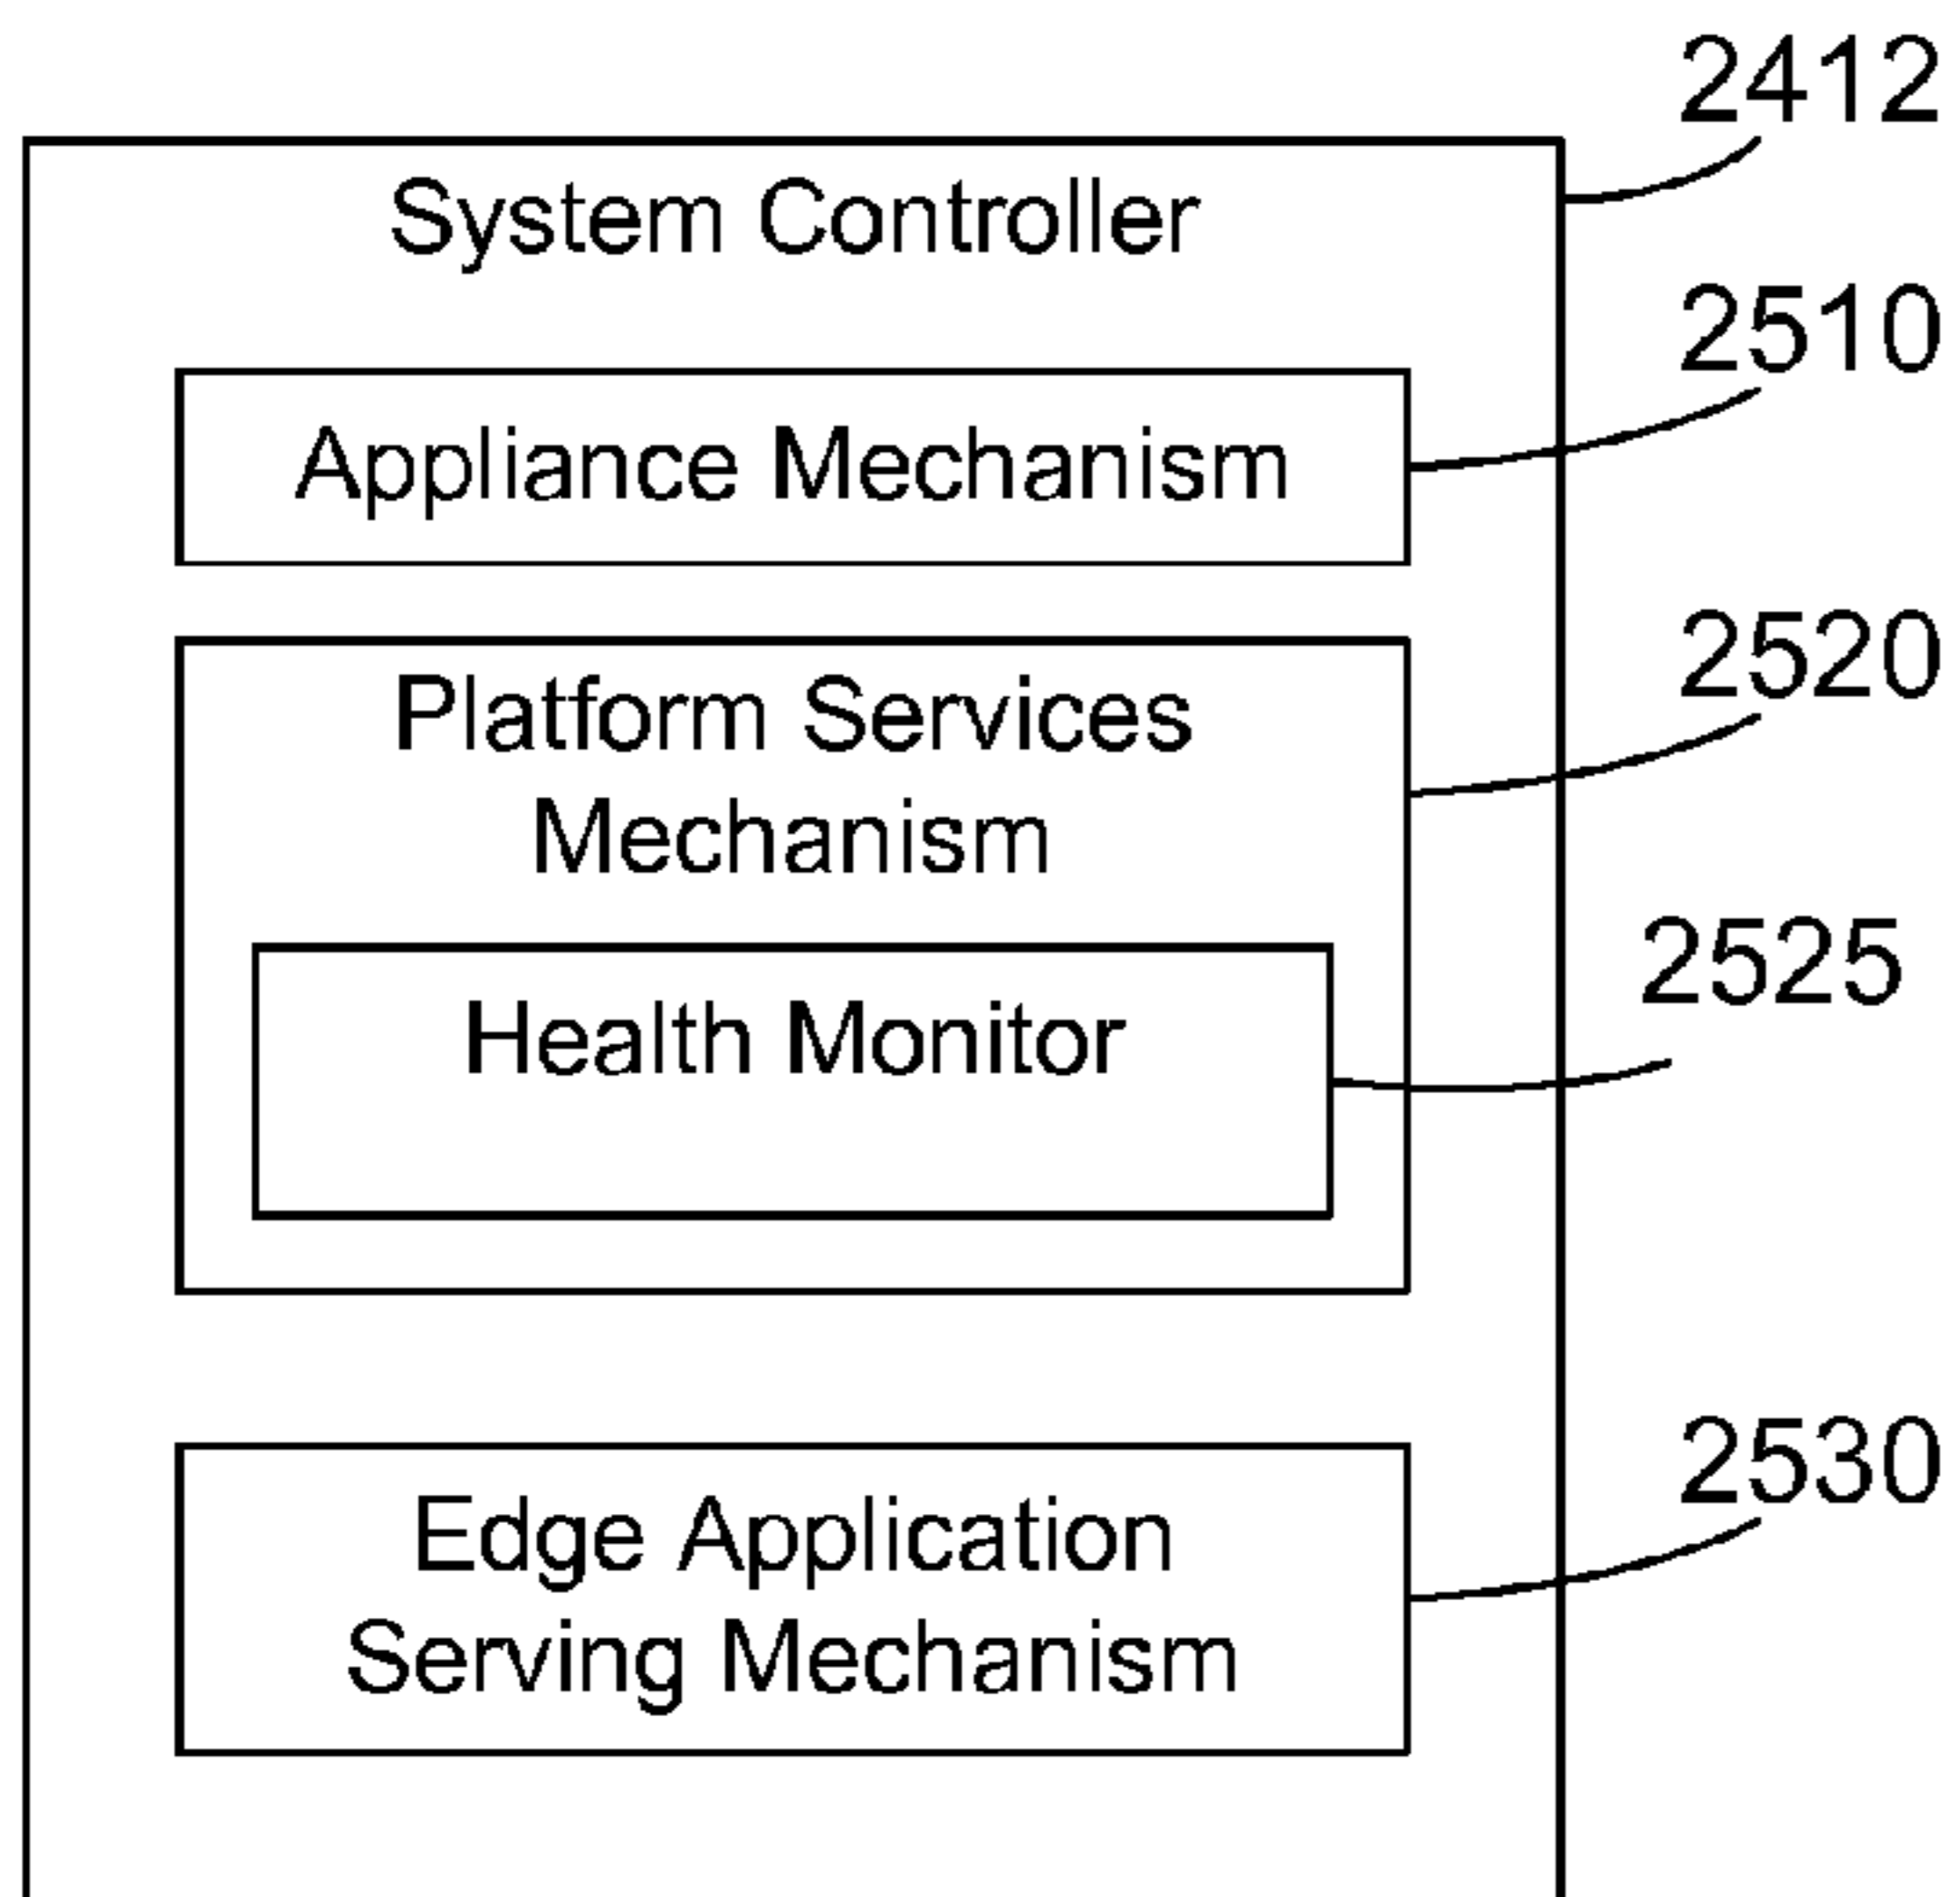 2412
System Controller
2510
Appliance Mechanism
2520
Platform Services
Mechanism
2525
Health Monitor
2530
Edge Application
Serving Mechanism